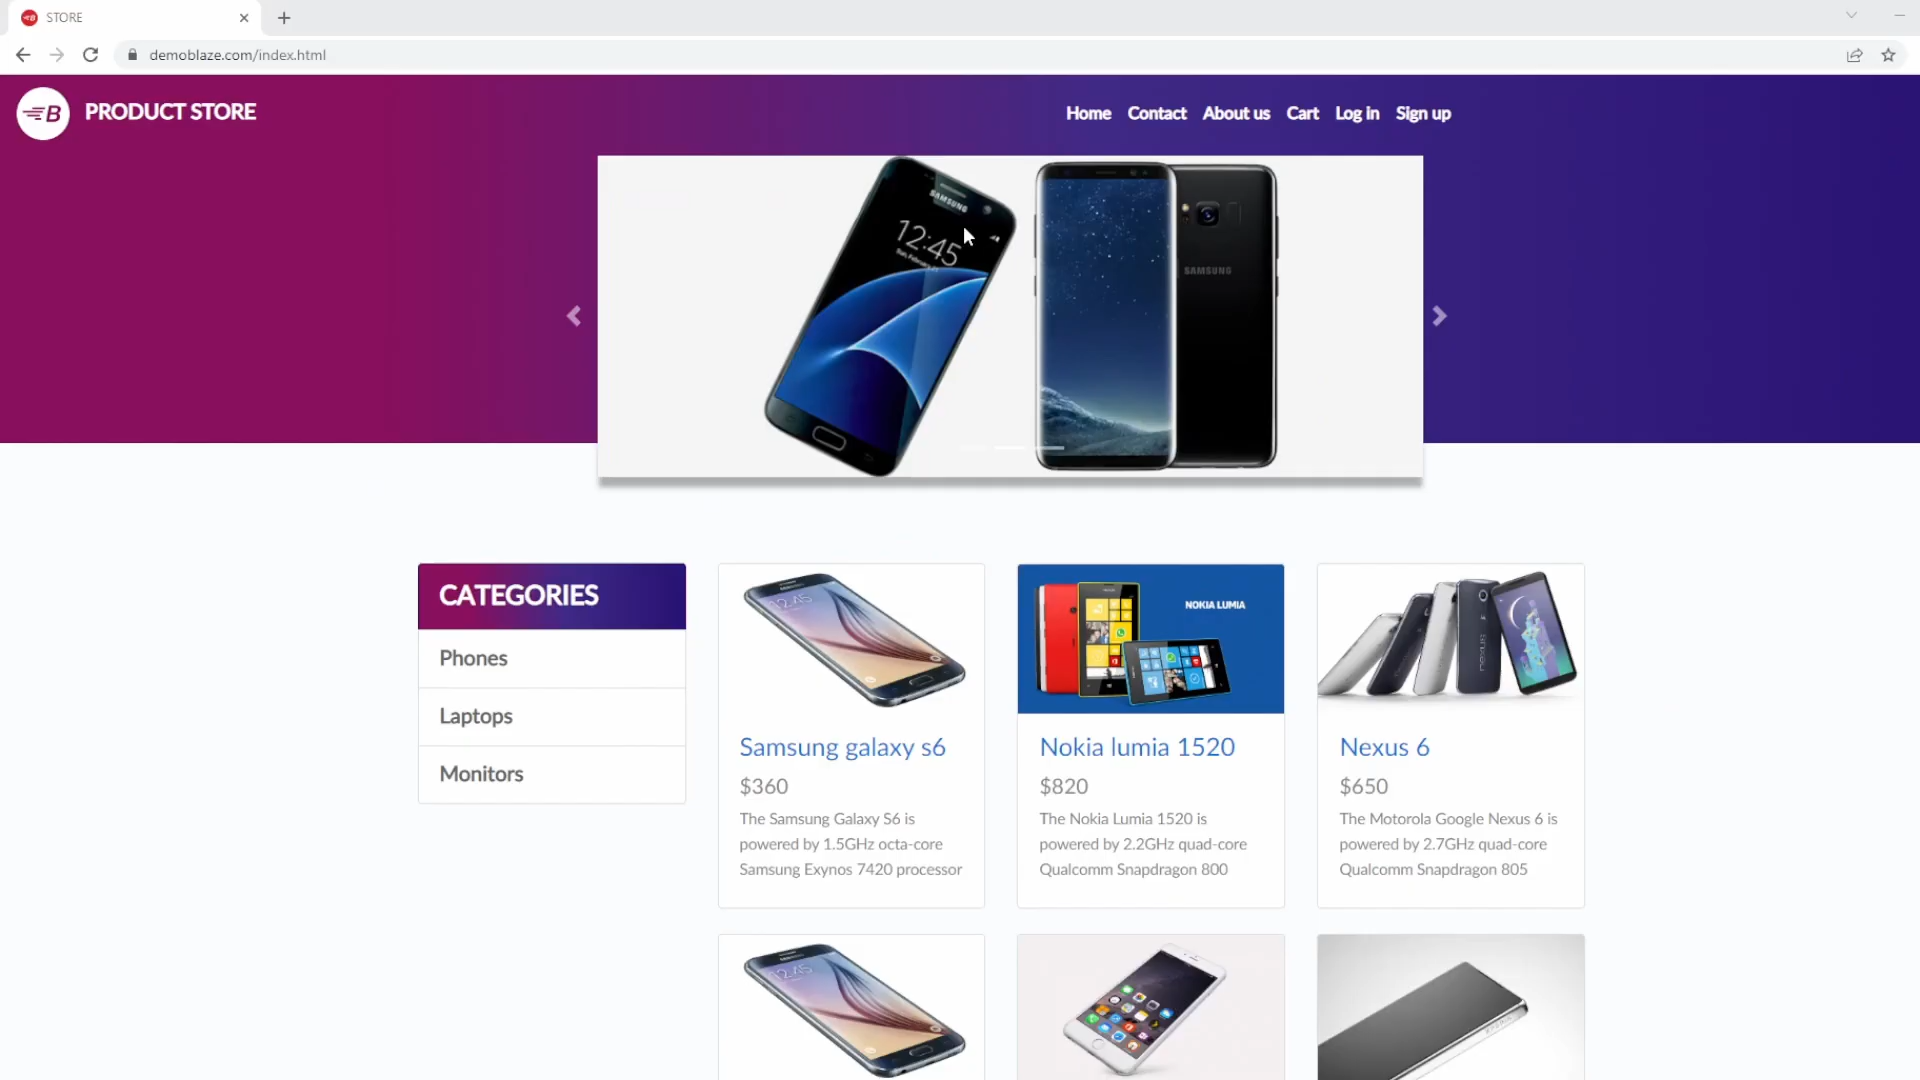 STORE
demoblaze.com/index.html
B PRODUCT STORE
Home Contact About us Cart Log in Sign up
SAMSUNG
12:45
SAMSUNG
CATEGORIES
Phones
Laptops
Monitors
12:45
Samsung galaxy s6
$360
The Samsung Galaxy S6 is
powered by 1.5GHz octa-core
Samsung Exynos 7420 processor
NOKIA LUMIA
Nokia lumia 1520
$820
The Nokia Lumia 1520 is
powered by 2.2GHz quad-core
Qualcomm Snapdragon 800
Nexus 6
$650
The Motorola Google Nexus 6 is
powered by 2.7GHz quad-core
Qualcomm Snapdragon 805
12:45